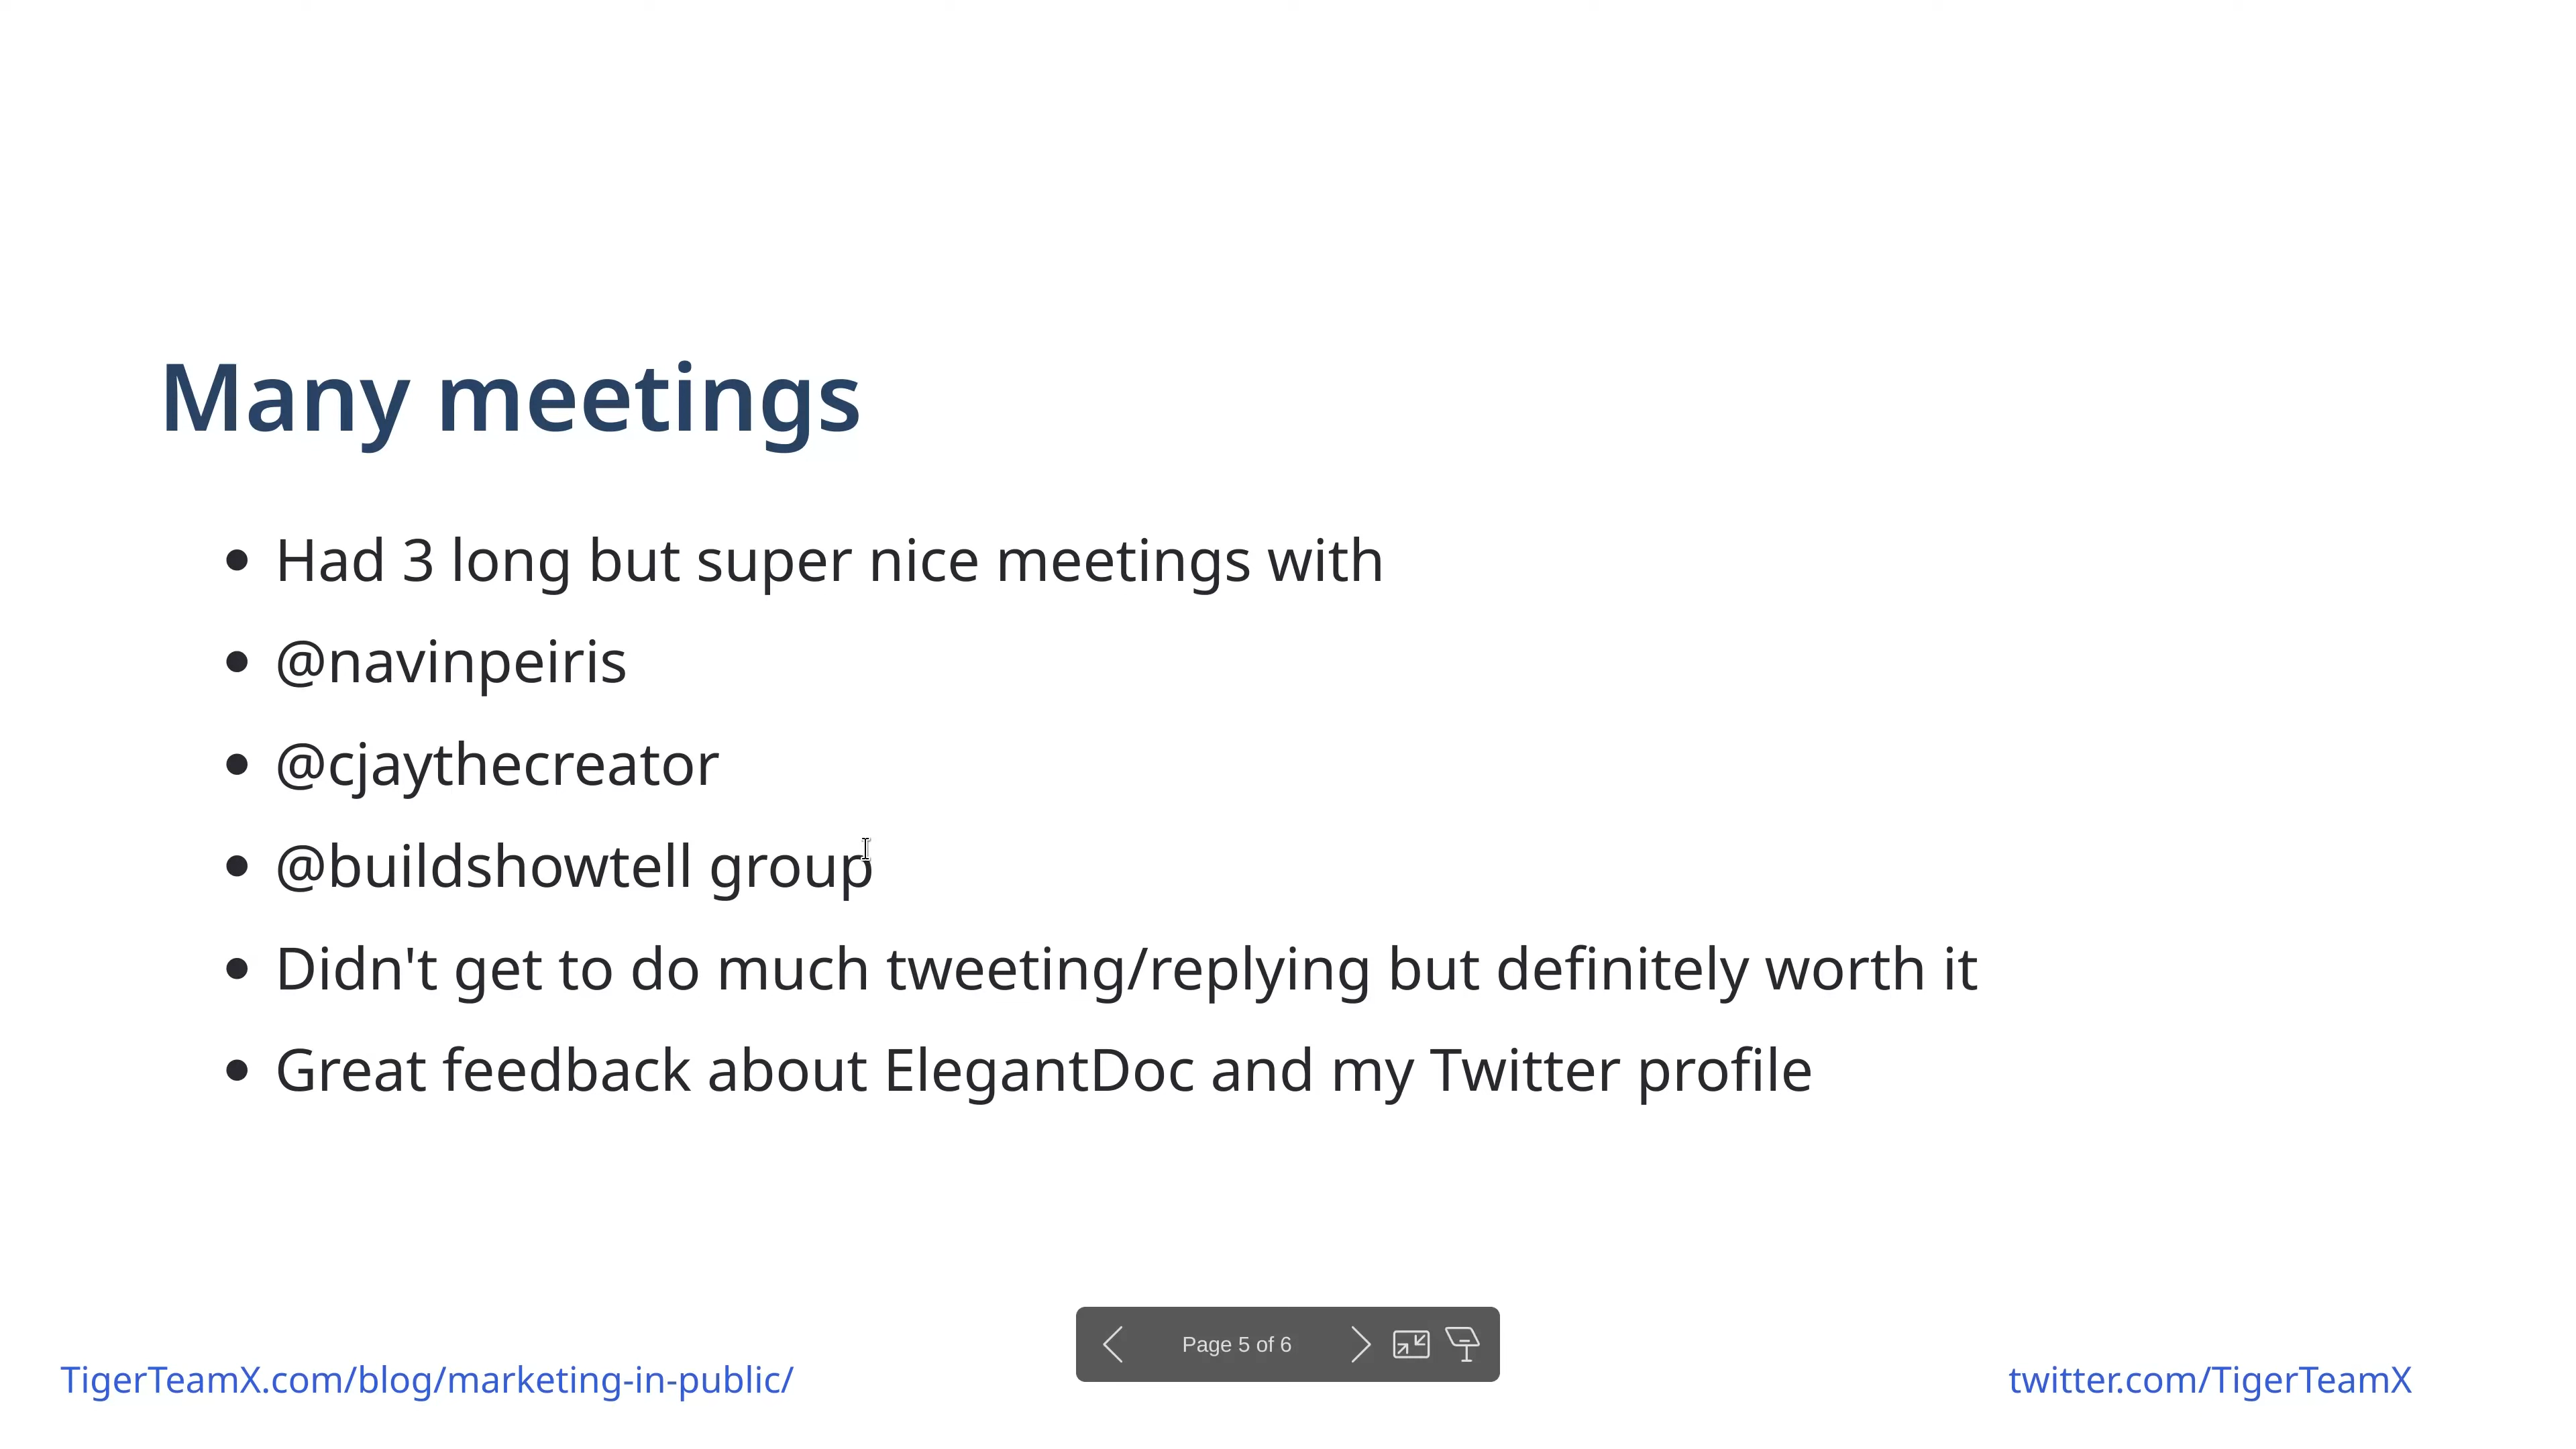 Many meetings
Had 3 long but super nice meetings with
@navinpeiris
@cjaythecreator
@buildshowtell group
Didn't get to do much tweeting/replying but definitely worth it
Great feedback about ElegantDoc and my Twitter profile
Page 5 of 6
TigerTeamX.com/blog/marketing-in-public/
twitter.com/TigerTeamX